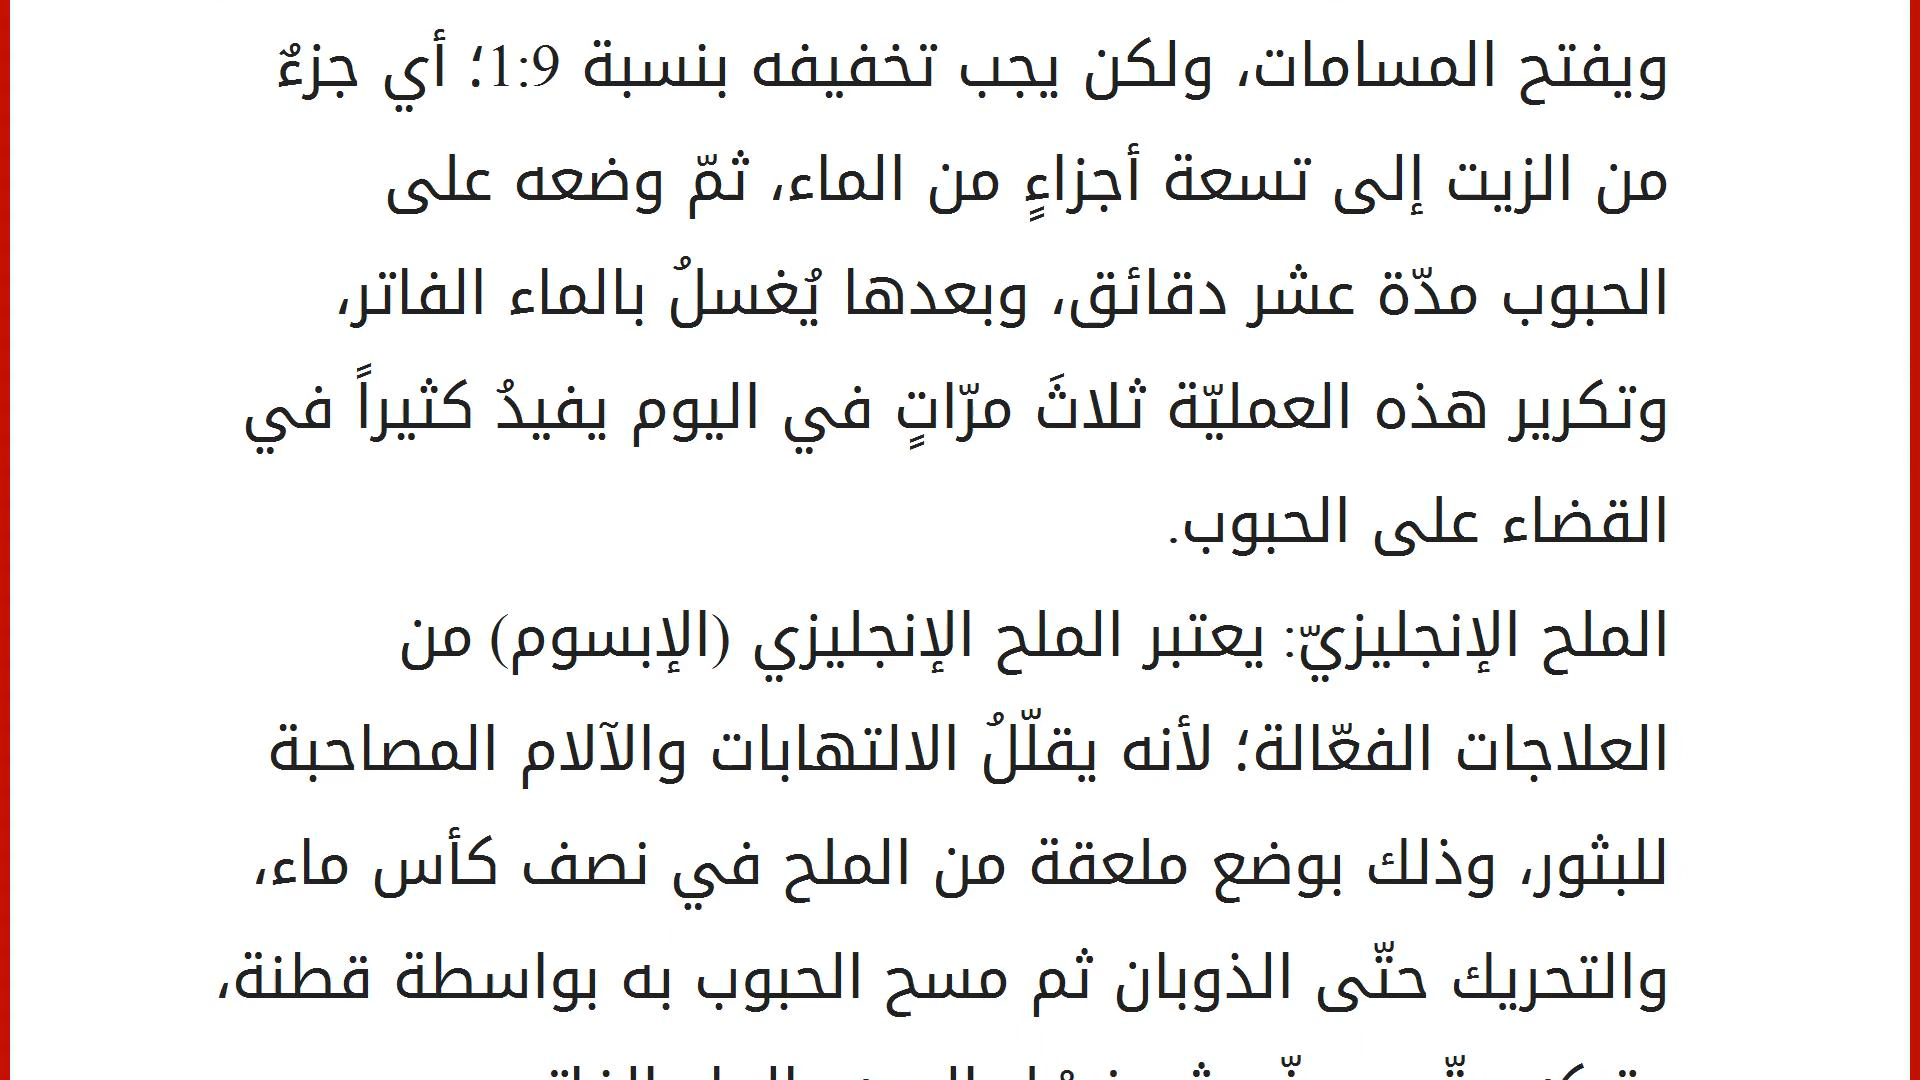 ويفتح المسامات، ولكن يجب تخفيفه بنسبة 1:9؛ أي جزءٌ
من الزيت إلى تسعة أجزاءٍ من الماء، ثمّ وضعه على
الحبوب مدّة عشر دقائق، وبعدها يُغسلُ بالماء الفاتر،
وتكرير هذه العمليّة ثلاثَ مرّاتٍ في اليوم يفيدُ كثيراً في
القضاء على الحبوب.
الملح الإنجليزيّ: يعتبر الملح الإنجليزي (الإبسوم) من
العلاجات الفعّالة؛ لأنه يقلّلُ الالتهابات والآلام المصاحبة
للبثور، وذلك بوضع ملعقة من الملح في نصف كأس ماء،
والتحريك حتّى الذوبان ثم مسح الحبوب به بواسطة قطنة،